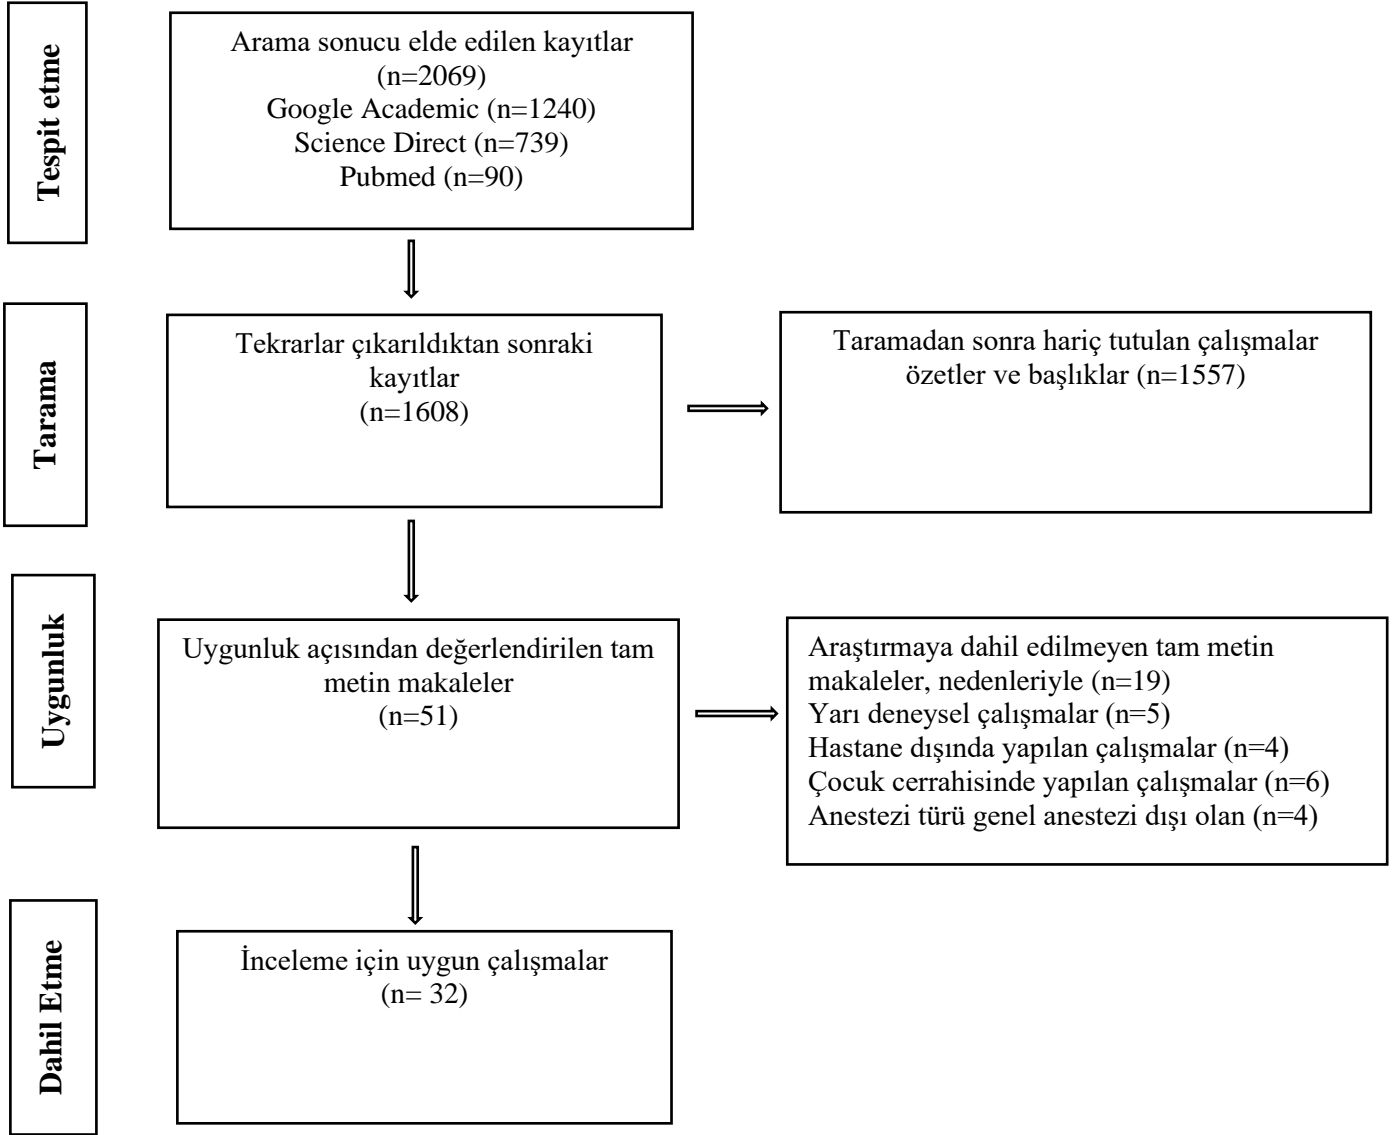 Tespit etme
Arama sonucu elde edilen kayıtlar
(n=2069)
Google Academic (n=1240)
Science Direct (n=739)
Pubmed (n=90)
Tarama
Tekrarlar çıkarıldıktan sonraki
kayıtlar
(n=1608)
Taramadan sonra hariç tutulan çalışmalar
özetler ve başlıklar (n=1557)
Uygunluk
Uygunluk açısından değerlendirilen tam
metin makaleler
(n=51)
Araştırmaya dahil edilmeyen tam metin
makaleler, nedenleriyle (n=19)
Yarı deneysel çalışmalar (n=5)
Hastane dışında yapılan çalışmalar (n=4)
Çocuk cerrahisinde yapılan çalışmalar (n=6)
Anestezi türü genel anestezi dışı olan (n=4)
Dahil Etme
İnceleme için uygun çalışmalar
(n= 32)